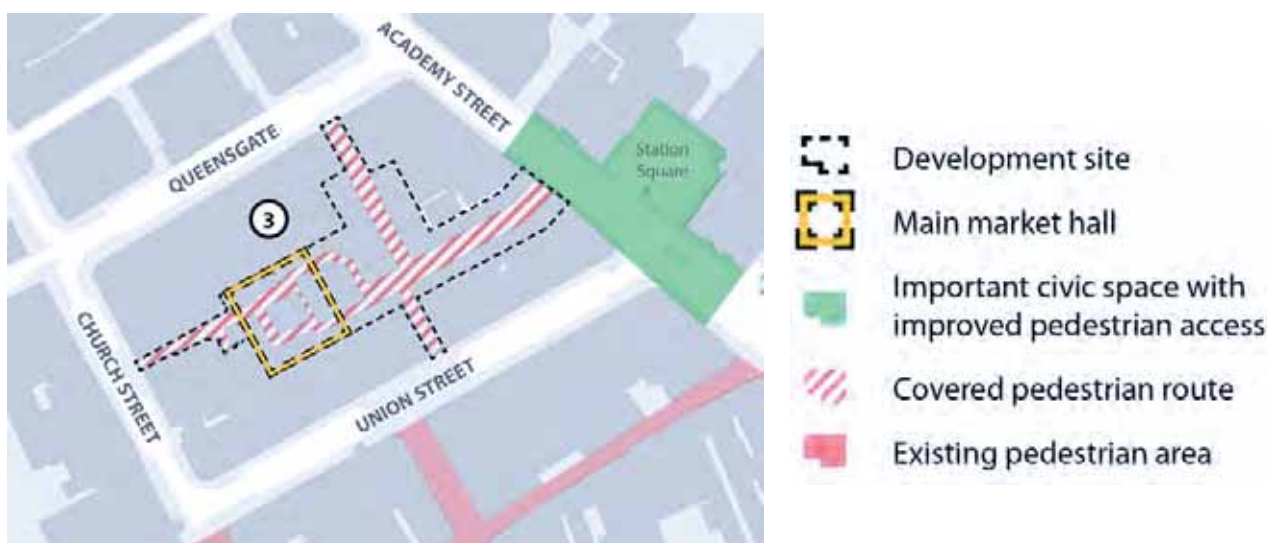 ACADEMY STREET
QUEENSGATE
Station
Square
3
CHURCH STREET
UNION STREET
Development site
Main market hall
Important civic space with
improved pedestrian access
Covered pedestrian route
Existing pedestrian area